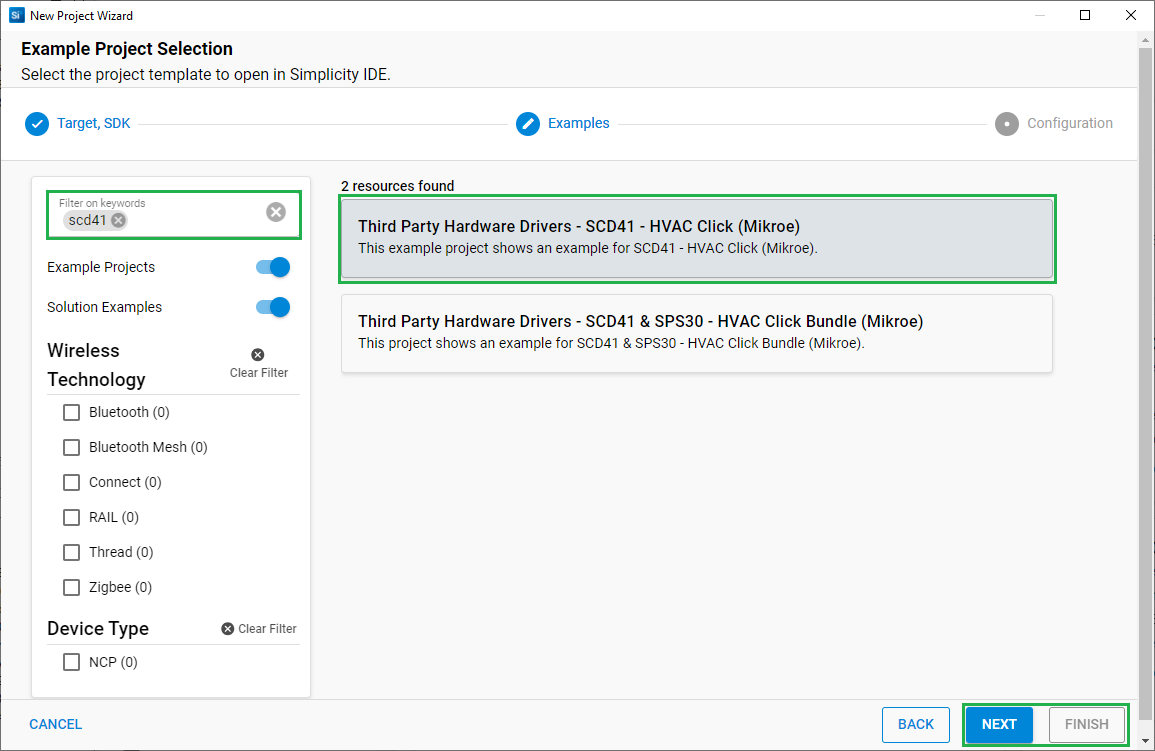 Si New Project Wizard
Example Project Selection
Select the project template to open in Simplicity IDE.
Target, SDK
Examples
Configuration
Filter on keywords
scd41
Example Projects
Solution Examples
Wireless
Technology
Clear Filter
Bluetooth (0)
Bluetooth Mesh (0)
Connect (0)
RAIL (0)
Thread (0)
Zigbee (0)
Device Type
Clear Filter
NCP (0)
2 resources found
Third Party Hardware Drivers - SCD41 - HVAC Click (Mikroe)
This example project shows an example for SCD41 - HVAC Click (Mikroe).
Third Party Hardware Drivers - SCD41 & SPS30 - HVAC Click Bundle (Mikroe)
This project shows an example for SCD41 & SPS30 - HVAC Click Bundle (Mikroe).
CANCEL
BACK
NEXT
FINISH